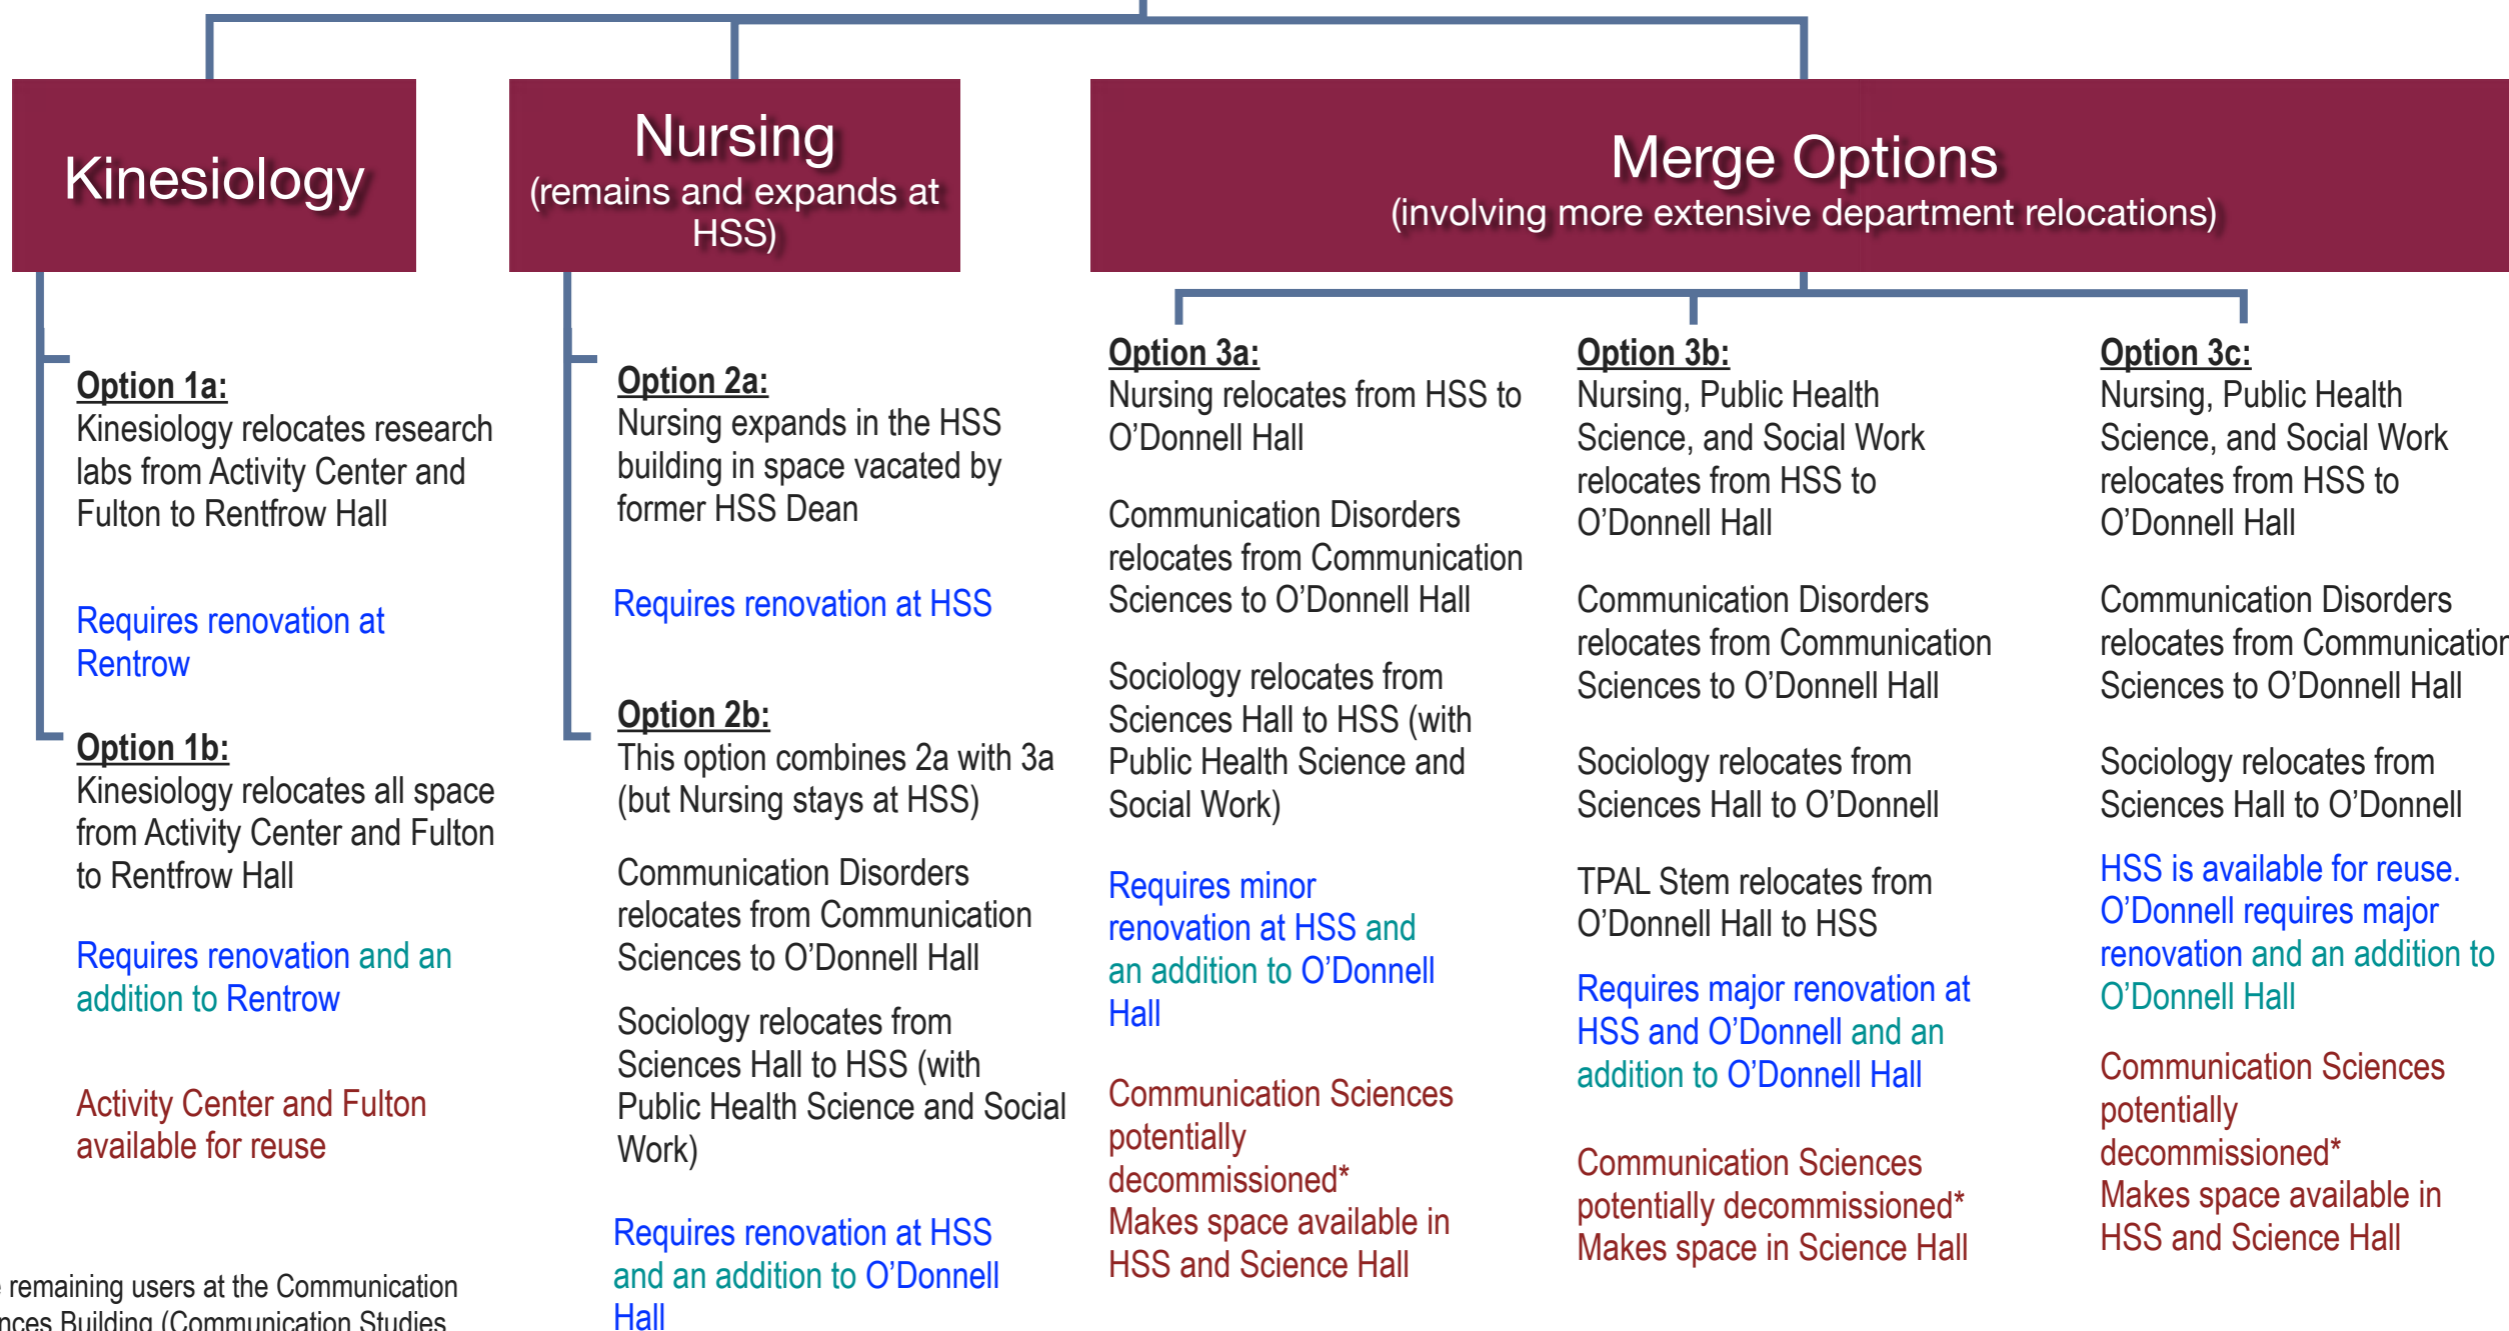 Kinesiology
Nursing
(remains and expands at
HSS)
Merge Options
(involving more extensive department relocations)
Option 1a:
Kinesiology relocates research
labs from Activity Center and
Fulton to Rentfrow Hall
Requires renovation at
Rentrow
Option 1b:
Kinesiology relocates all space
from Activity Center and Fulton
to Rentfrow Hall
Requires renovation and an
addition to Rentrow
Activity Center and Fulton
available for reuse
remaining users at the Communication
Building (Communication Studies
Option 2a:
Nursing expands in the HSS
building in space vacated by
former HSS Dean
Requires renovation at HSS
Option 2b:
This option combines 2a with 3a
(but Nursing stays at HSS)
Communication Disorders
relocates from Communication
Sciences to O’Donnell Hall
Sociology relocates from
Sciences Hall to HSS (with
Public Health Science and Social
Work)
Requires renovation at HSS
and an addition to O’Donnell
Hall
Option 3a:
Nursing relocates from HSS to
O’Donnell Hall
Communication Disorders
relocates from Communication
Sciences to O’Donnell Hall
Sociology relocates from
Sciences Hall to HSS (with
Public Health Science and
Social Work)
Requires minor
renovation at HSS and
an addition to O’Donnell
Hall
Communication Sciences
potentially
decommissioned*
Makes space available in
HSS and Science Hall
Option 3b:
Nursing, Public Health
Science, and Social Work
relocates from HSS to
O’Donnell Hall
Communication Disorders
relocates from Communication
Sciences to O’Donnell Hall
Sociology relocates from
Sciences Hall to O’Donnell
TPAL Stem relocates from
O’Donnell Hall to HSS
Requires major renovation at
HSS and O’Donnell and an
addition to O’Donnell Hall
Communication Sciences
potentially decommissioned*
Makes space in Science Hall
Option 3c:
Nursing, Public Health
Science, and Social Work
relocates from HSS to
O’Donnell Hall
Communication Disorders
relocates from Communication
Sciences to O’Donnell Hall
Sociology relocates from
Sciences Hall to O’Donnell
HSS is available for reuse.
O’Donnell requires major
renovation and an addition to
O’Donnell Hall
Communication Sciences
potentially
decommissioned*
Makes space available in
HSS and Science Hall